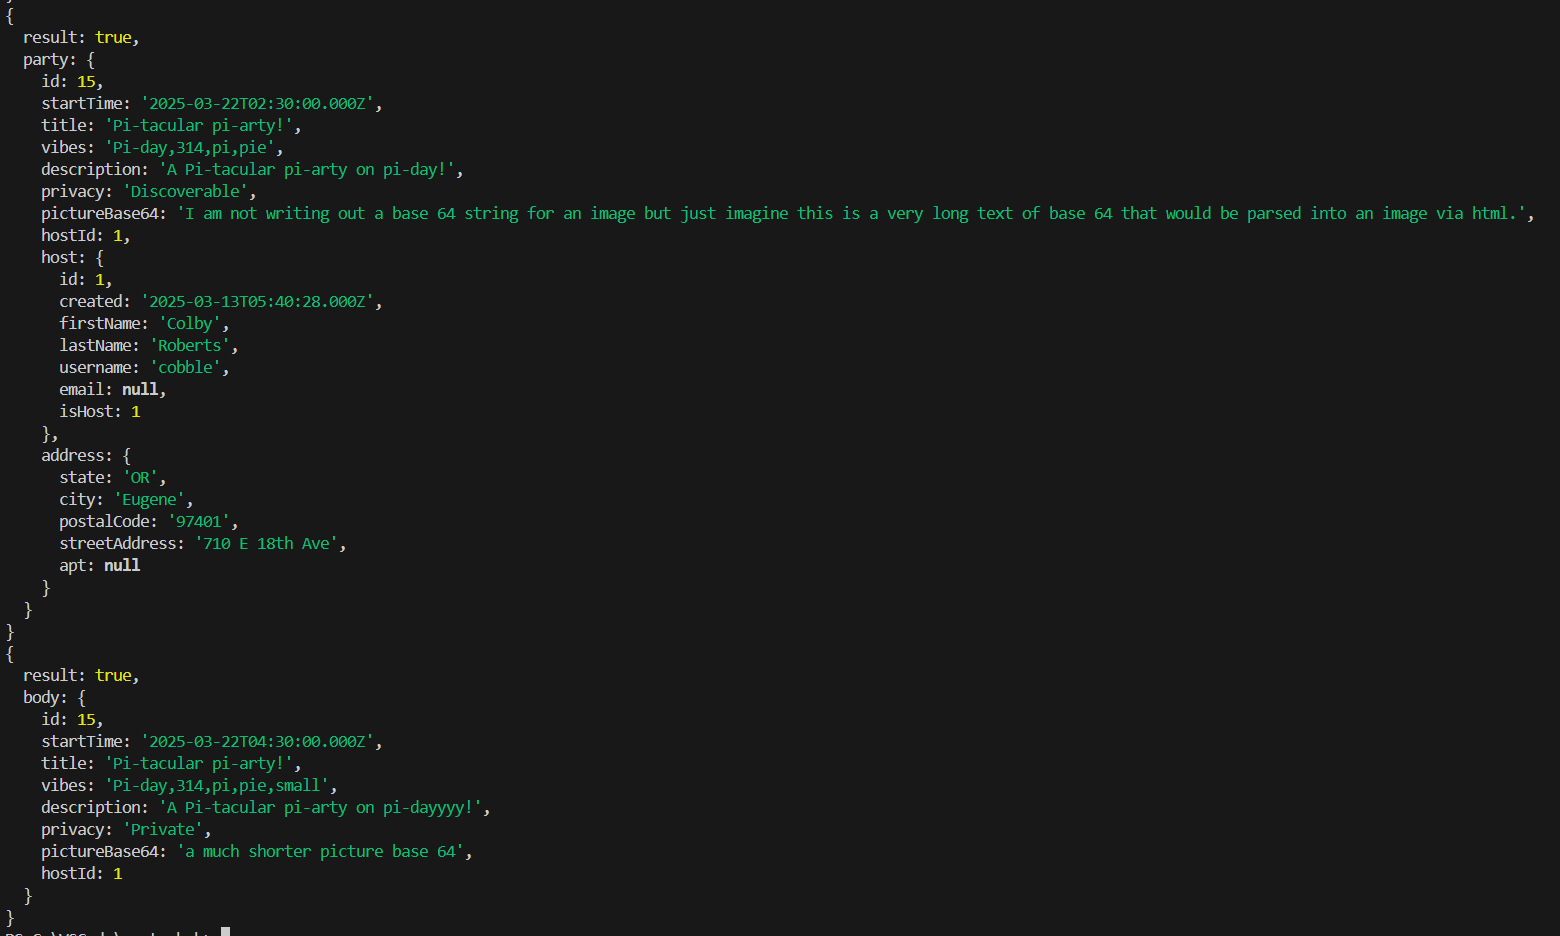 {
  result: true,
  party: {
    id: 15,
    startTime: '2025-03-22T02:30:00.000Z',
    title: 'Pi-tacular pi-arty!',
    vibes: 'Pi-day,314,pi,pie',
    description: 'A Pi-tacular pi-arty on pi-day!',
    privacy: 'Discoverable',
    pictureBase64: 'I am not writing out a base 64 string for an image but just imagine this is a very long text of base 64 that would be parsed into an image via html.',
    hostId: 1,
    host: {
      id: 1,
      created: '2025-03-13T05:40:28.000Z',
      firstName: 'Colby',
      lastName: 'Roberts',
      username: 'cobble',
      email: null,
      isHost: 1
    },
    address: {
      state: 'OR',
      city: 'Eugene',
      postalCode: '97401',
      streetAddress: '710 E 18th Ave',
      apt: null
    }
  }
}
{
  result: true,
  body: {
    id: 15,
    startTime: '2025-03-22T04:30:00.000Z',
    title: 'Pi-tacular pi-arty!',
    vibes: 'Pi-day,314,pi,pie,small',
    description: 'A Pi-tacular pi-arty on pi-dayyyy!',
    privacy: 'Private',
    pictureBase64: 'a much shorter picture base 64',
    hostId: 1
  }
}